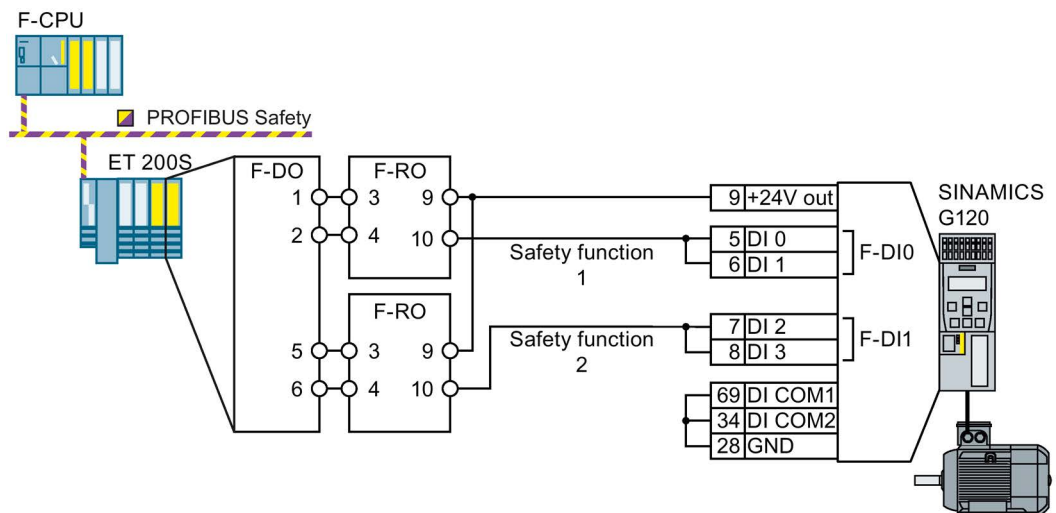 F-CPU
PROFIBUS Safety
ET 200S
F-DO
F-RO
SINAMICS
G120
1 3 9
9 +24V out
2 4 10
Safety function
1
5 DI 0
6 DI 1
F-DI0
F-RO
7 DI 2
8 DI 3
F-DI1
Safety function
2
5 3 9
6 4 10
69 DI COM1
34 DI COM2
28 GND